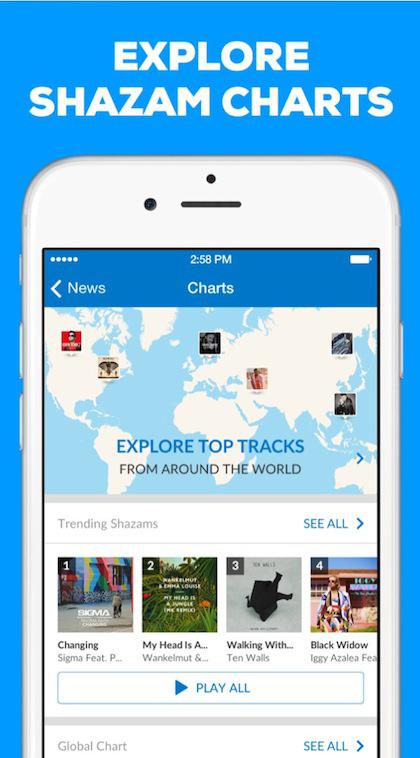 EXPLORE
SHAZAM CHARTS
2:58 PM
News
Charts
EXPLORE TOP TRACKS
FROM AROUND THE WORLD
Trending Shazams
SEE ALL
1
SIGMA
CHANGING
2
WANKELMUT
& EMMA LOUISE
MY HEAD IS
A JUNGLE
(MK REMIX)
3
TEN WALLS
4
IGGY
Changing
Sigma Feat. P...
My Head Is A...
Wankelmut &...
Walking With...
Ten Walls
Black Widow
Iggy Azalea Fea
PLAY ALL
Global Chart
SEE ALL